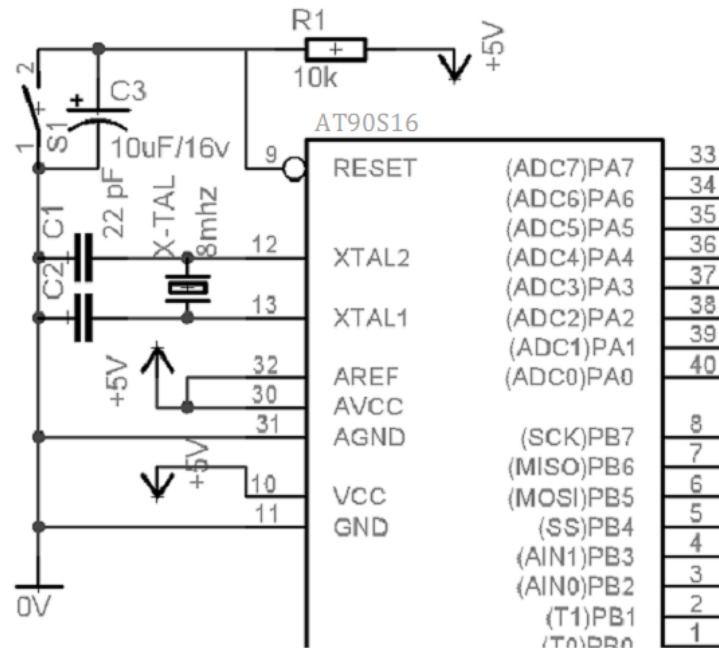 R1
10k
+5V
2
1
S1
+
C3
10uF/16v
AT90S16
C1
22 pF
C2
X-TAL
8mhz
+5V
+5V
0V
9 RESET
12 XTAL2
13 XTAL1
32 AREF
30 AVCC
31 AGND
10 VCC
11 GND
(ADC7)PA7 33
(ADC6)PA6 34
(ADC5)PA5 35
(ADC4)PA4 36
(ADC3)PA3 37
(ADC2)PA2 38
(ADC1)PA1 39
(ADC0)PA0 40
(SCK)PB7 8
(MISO)PB6 7
(MOSI)PB5 6
(SS)PB4 5
(AIN1)PB3 4
(AIN0)PB2 3
(T1)PB1 2
(T0)PB0 1